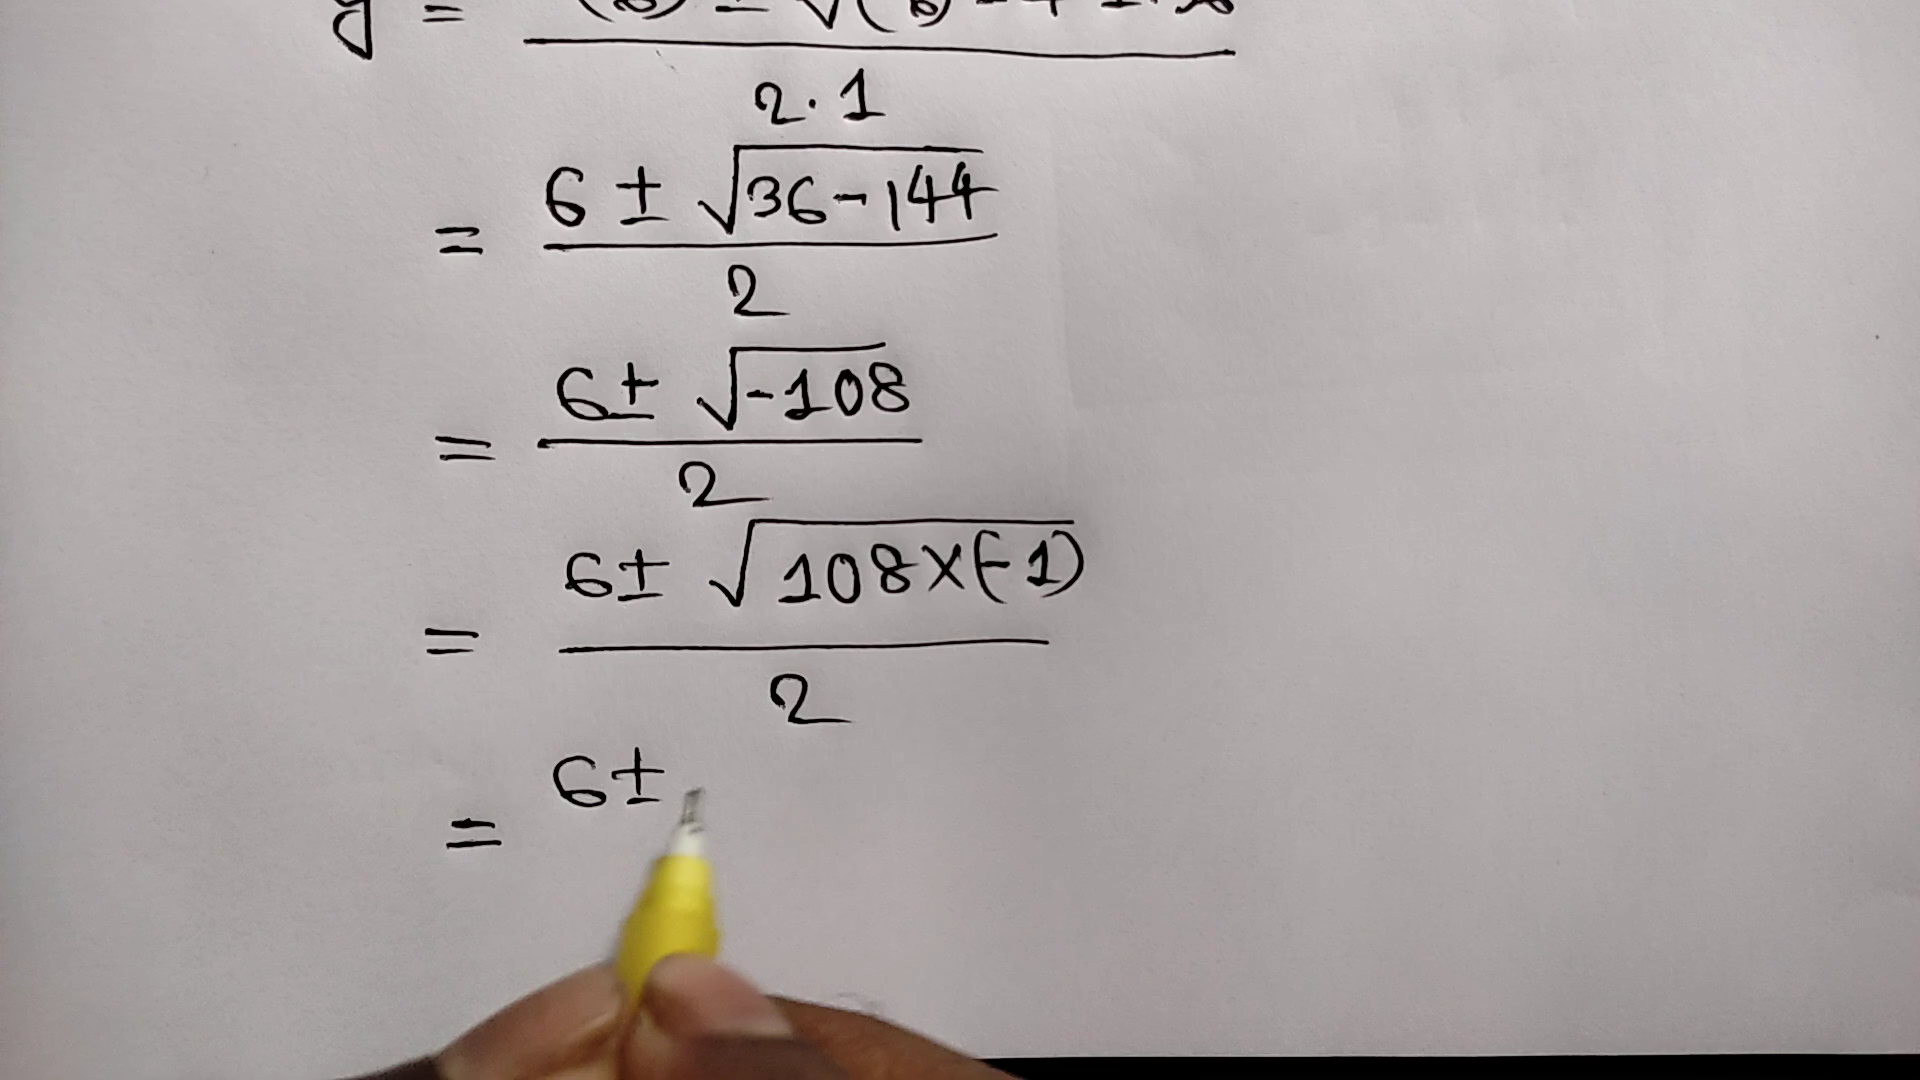 y =
2·1
= 6 ± √36-144
2
= 6 ± √-108
2
= 6 ± √108×(-1)
2
= 6 ±